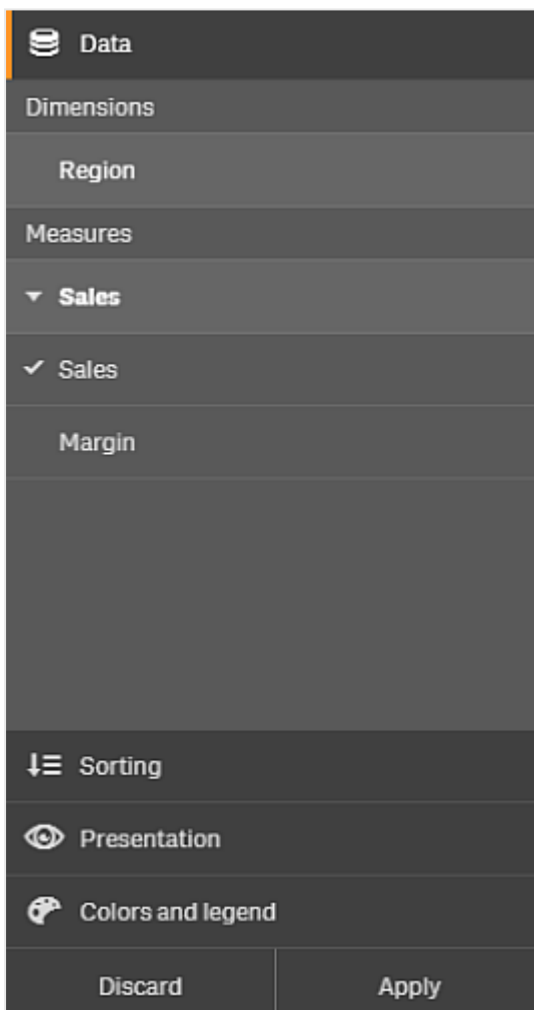 Data
Dimensions
Region
Measures
Sales
Sales
Margin
Sorting
Presentation
Colors and legend
Discard Apply